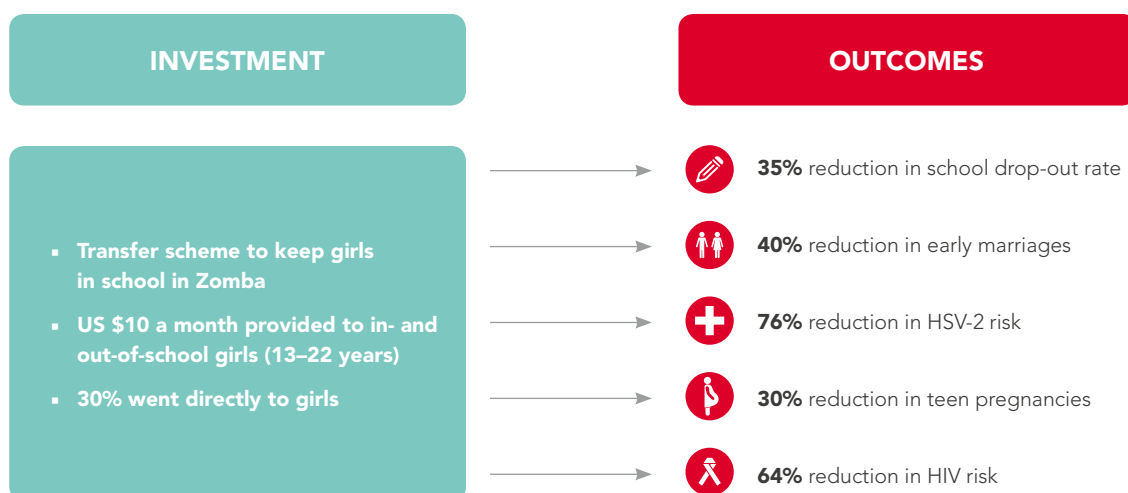 INVESTMENT
OUTCOMES
▪ Transfer scheme to keep girls
in school in Zomba
▪ US $10 a month provided to in- and
out-of-school girls (13–22 years)
▪ 30% went directly to girls
35% reduction in school drop-out rate
40% reduction in early marriages
76% reduction in HSV-2 risk
30% reduction in teen pregnancies
64% reduction in HIV risk